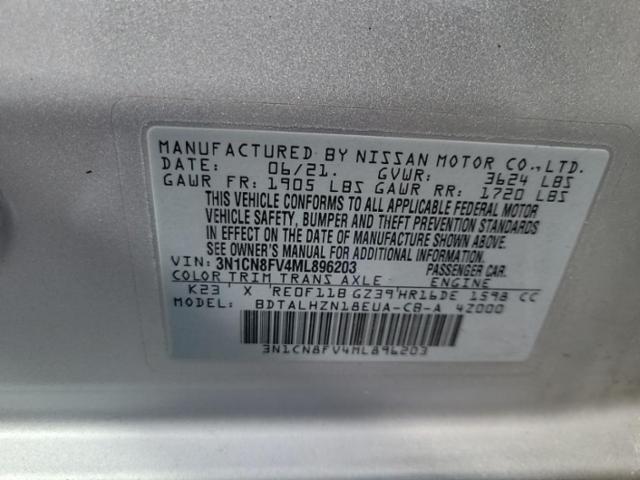 MANUFACTURED BY NISSAN MOTOR CO.,LTD.
DATE: 06/21. GVWR: 3624 LBS
GAWR FR: 1905 LBS GAWR RR: 1720 LBS
THIS VEHICLE CONFORMS TO ALL APPLICABLE FEDERAL MOTOR
VEHICLE SAFETY, BUMPER AND THEFT PREVENTION STANDARDS
IN EFFECT ON THE DATE OF MANUFACTURE SHOWN ABOVE.
SEE OWNER'S MANUAL FOR ADDITIONAL INFORMATION.
VIN: 3N1CN8FV4ML896203 PASSENGER CAR
COLOR TRIM TRANS AXLE ENGINE
K23 X RE0F11B GZ39 HR16DE 1598 CC
MODEL: BDTALHZN18EUA-CB-A 4Z000
3N1CN8FV4ML896203